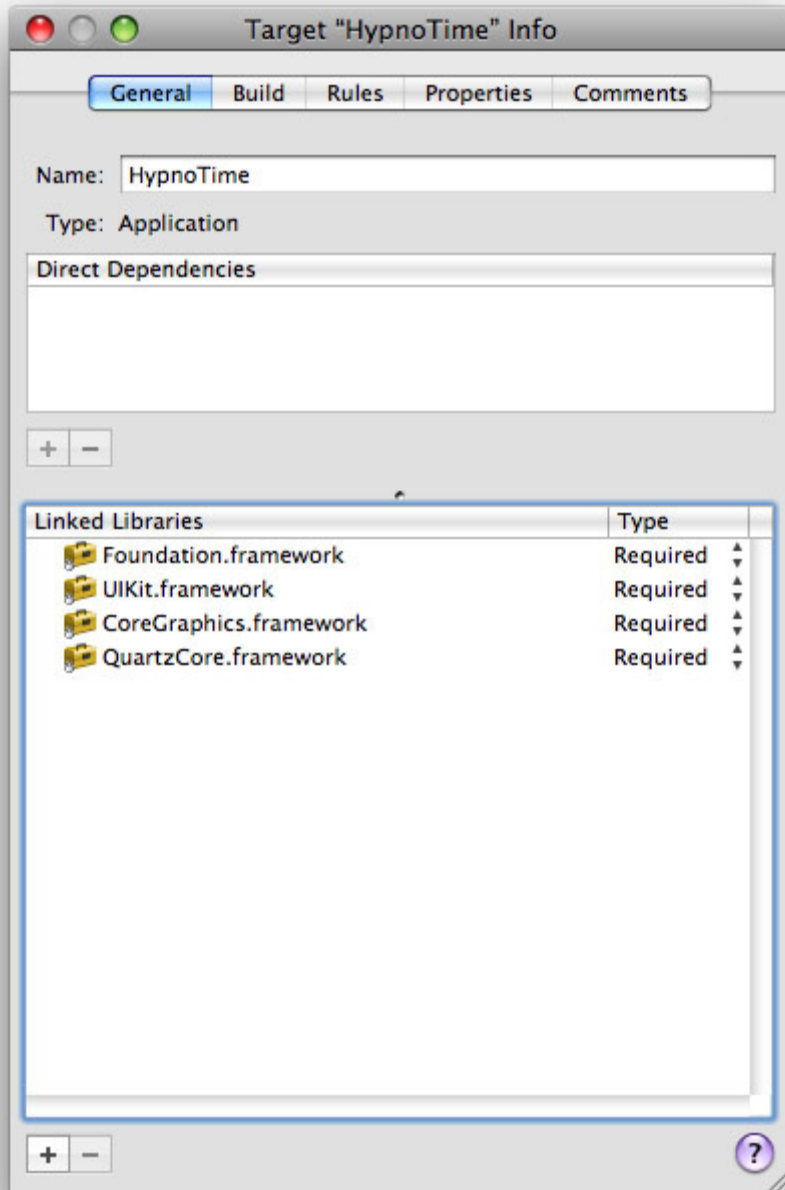 Target “HypnoTime” Info
General Build Rules Properties Comments
Name: HypnoTime
Type: Application
Direct Dependencies
+ −
Linked Libraries Type
Foundation.framework Required
UIKit.framework Required
CoreGraphics.framework Required
QuartzCore.framework Required
+ − ?